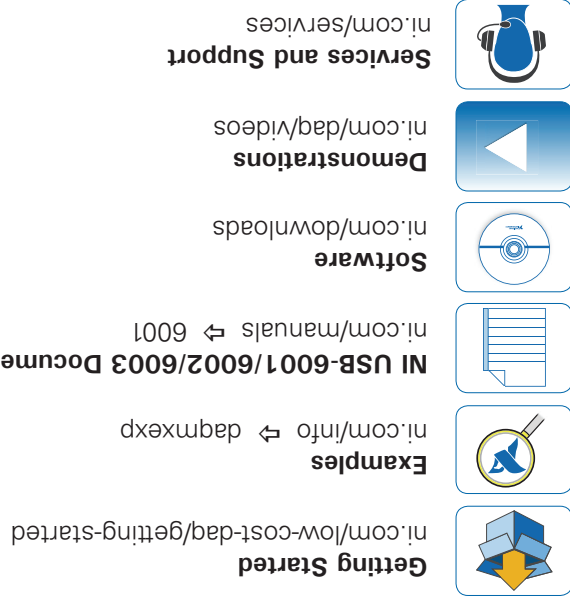 Getting Started
ni.com/low-cost-daq/getting-started
Examples
ni.com/info ⇨ daqmxexp
NI USB-6001/6002/6003 Docume
ni.com/manuals ⇨ 6001
Software
ni.com/downloads
Demonstrations
ni.com/daq/videos
Services and Support
ni.com/services